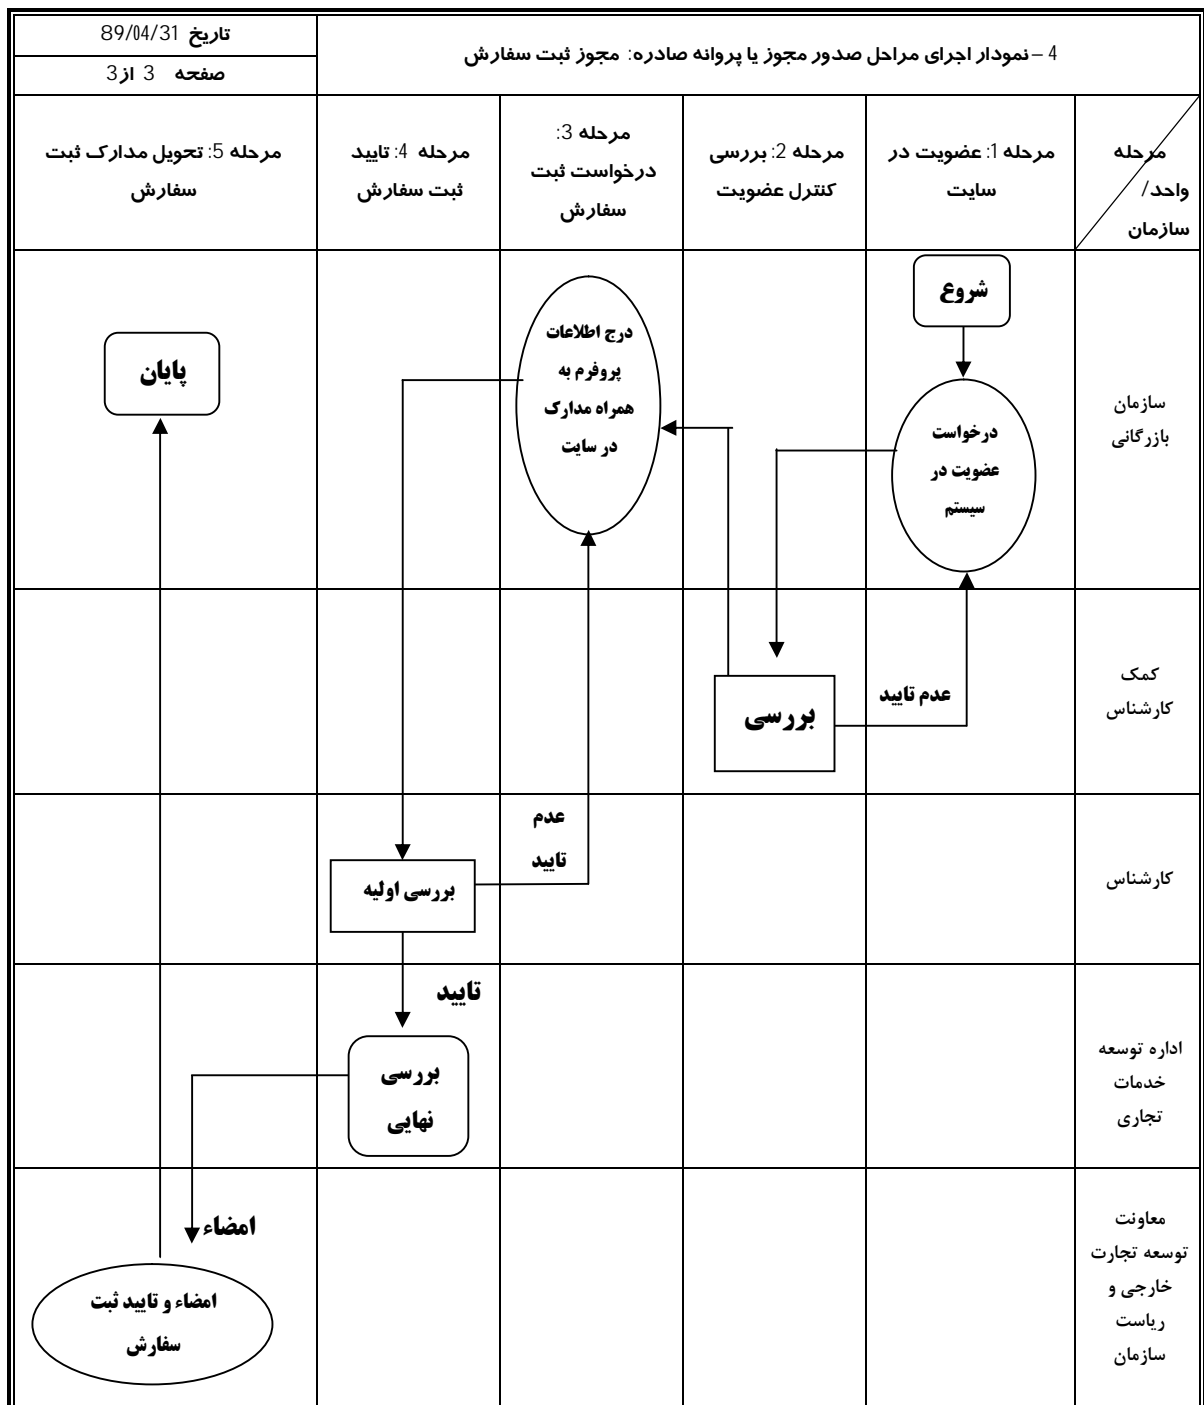 4 – نمودار اجرای مراحل صدور مجوز یا پروانه صادره: مجوز ثبت سفارش
تاریخ 89/04/31
صفحه 3 از 3
مرحله
واحد/
سازمان
مرحله 1: عضویت در
سایت
مرحله 2: بررسی
کنترل عضویت
مرحله 3:
درخواست ثبت
سفارش
مرحله 4: تایید
ثبت سفارش
مرحله 5: تحویل مدارک ثبت
سفارش
سازمان
بازرگانی
شروع
درخواست
عضویت در
سیستم
درج اطلاعات
پروفرم به
همراه مدارک
در سایت
پایان
کمک
کارشناس
عدم تایید
بررسی
کارشناس
عدم
تایید
بررسی اولیه
اداره توسعه
خدمات
تجاری
تایید
بررسی
نهایی
معاونت
توسعه تجارت
خارجی و
ریاست
سازمان
امضاء
امضاء و تایید ثبت
سفارش